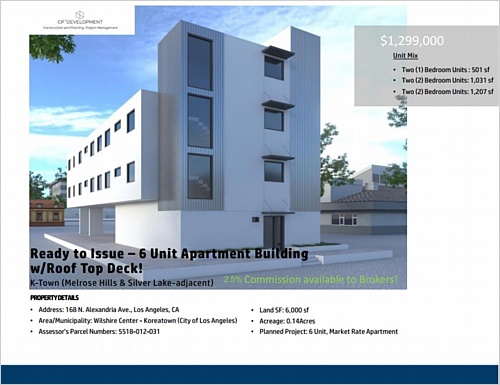 CP³DEVELOPMENT
Construction and Planning, Project Management
$1,299,000
Unit Mix
• Two (1) Bedroom Units : 501 sf
• Two (2) Bedroom Units: 1,031 sf
• Two (2) Bedroom Units: 1,207 sf
Ready to Issue – 6 Unit Apartment Building
w/Roof Top Deck!
K-Town (Melrose Hills & Silver Lake-adjacent)
2.5% Commission available to Brokers!
PROPERTY DETAILS
• Address: 168 N. Alexandria Ave., Los Angeles, CA
• Area/Municipality: Wilshire Center - Koreatown (City of Los Angeles)
• Assessor's Parcel Numbers: 5518-012-031
• Land SF: 6,000 sf
• Acreage: 0.14Acres
• Planned Project: 6 Unit, Market Rate Apartment